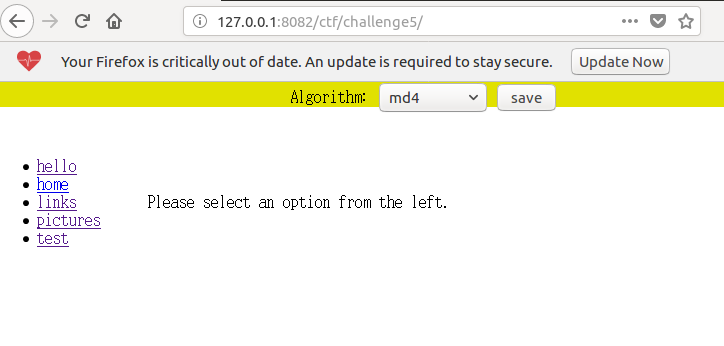 127.0.0.1:8082/ctf/challenge5/
Your Firefox is critically out of date. An update is required to stay secure. Update Now
Algorithm: md4 save
hello
home
links
pictures
test
Please select an option from the left.